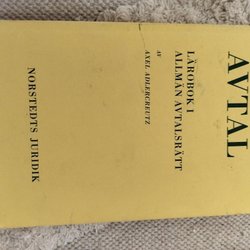 AVTAL
LÄROBOK I
ALLMÄN AVTALSRÄTT
AV
AXEL ADLERCREUTZ
NORSTEDTS JURIDIK